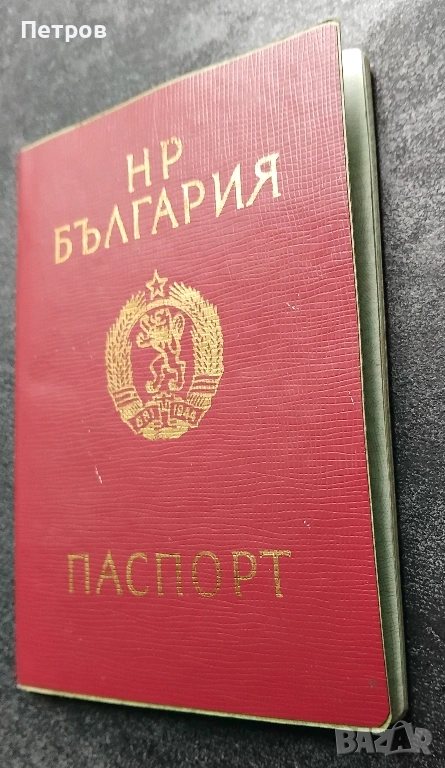 Петров
НР
БЪЛГАРИЯ
681 1944
ПАСПОРТ
BAZAR